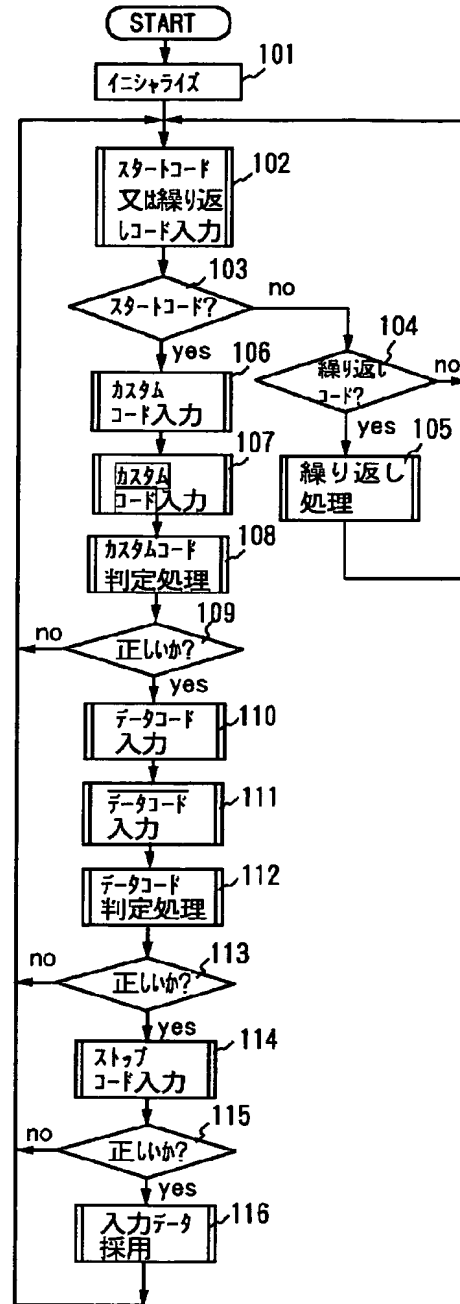 START
101
イニシャライズ
102
スタートコード
又は繰り返
しコード入力
103
スタートコード?
no
104
繰り返し
コード?
no
yes
105
繰り返し
処理
yes
106
カスタム
コード入力
107
カスタム
コード入力
108
カスタムコード
判定処理
109
no
正しいか?
yes
110
データコード
入力
111
データコード
入力
112
データコード
判定処理
113
no
正しいか?
yes
114
ストップ
コード入力
115
no
正しいか?
yes
116
入力データ
採用